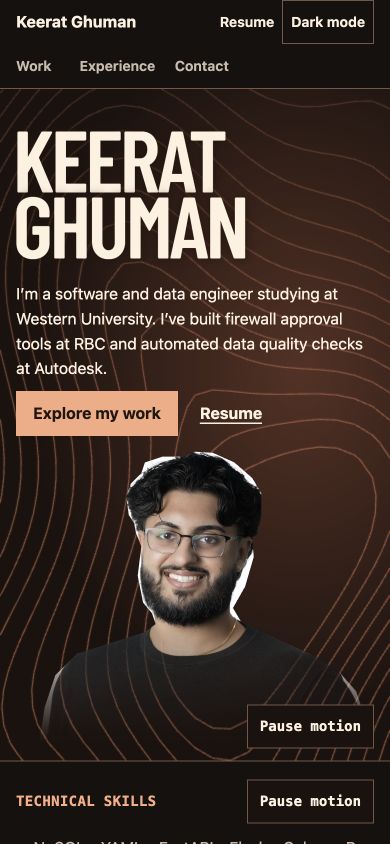 Keerat Ghuman
Resume
Dark mode
Work
Experience
Contact
KEERAT
GHUMAN
I’m a software and data engineer studying at
Western University. I’ve built firewall approval
tools at RBC and automated data quality checks
at Autodesk.
Explore my work
Resume
Pause motion
TECHNICAL SKILLS
Pause motion